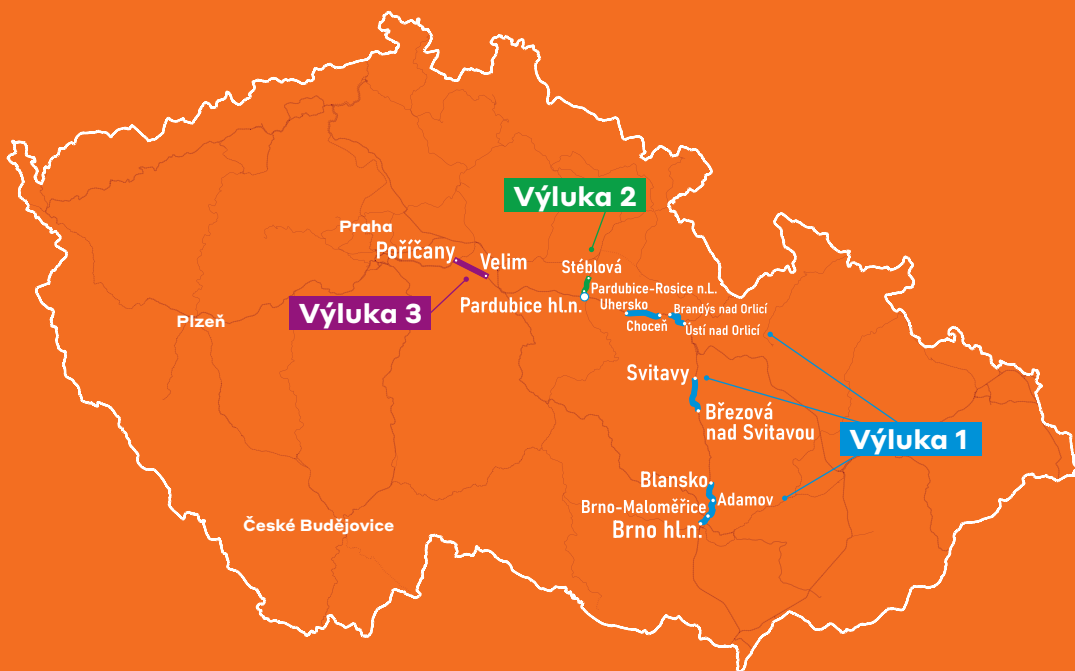 Výluka 2
Praha
Poříčany
Velim
Stéblová
Pardubice-Rosice n.L.
Pardubice hl.n.
Uhersko
Brandýs nad Orlicí
Choceň
Ústí nad Orlicí
Výluka 3
Plzeň
Svitavy
Březová
nad Svitavou
Výluka 1
Blansko
Adamov
Brno-Maloměřice
Brno hl.n.
České Budějovice